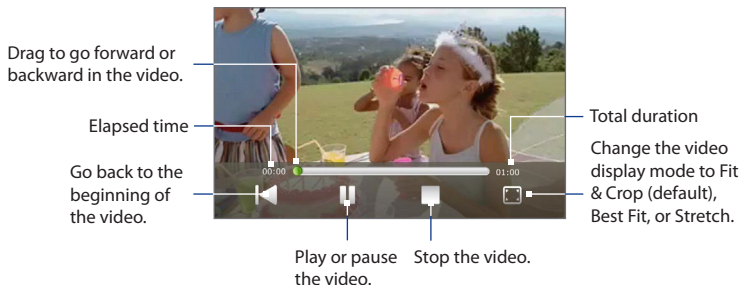 Drag to go forward or
backward in the video.
Elapsed time
Go back to the
beginning of
the video.
00:00
01:00
Total duration
Change the video
display mode to Fit
& Crop (default),
Best Fit, or Stretch.
Play or pause
the video.
Stop the video.